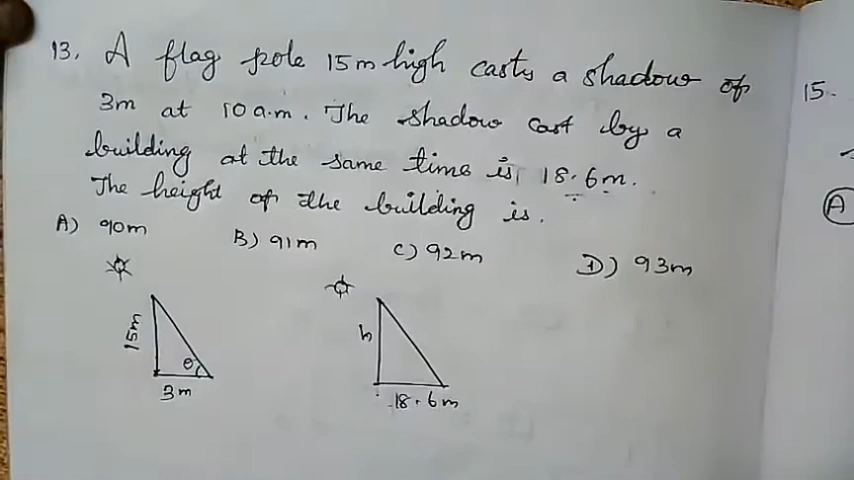 13. A flag pole 15m high casts a shadow of
3m at 10 a.m. The shadow cast by a
building at the same time is 18.6m.
The height of the building is.
A) 90m B) 91m C) 92m D) 93m
15m
θ
3m
h
18.6m
15.
A